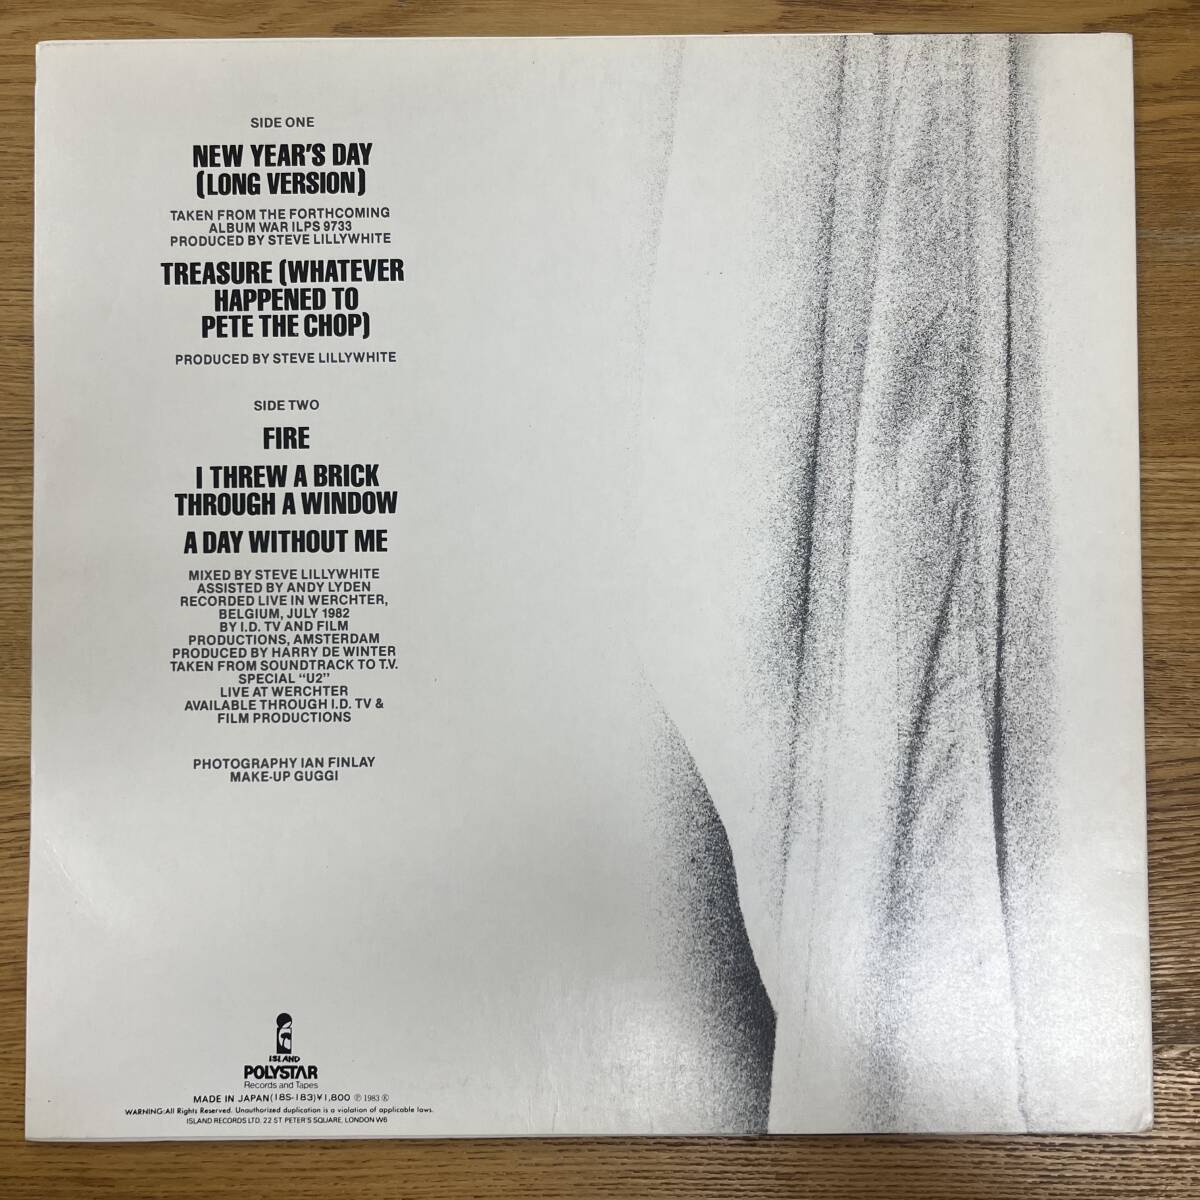 SIDE ONE
NEW YEAR'S DAY
(LONG VERSION)
TAKEN FROM THE FORTHCOMING
ALBUM WAR ILPS 9733
PRODUCED BY STEVE LILLYWHITE
TREASURE (WHATEVER
HAPPENED TO
PETE THE CHOP)
PRODUCED BY STEVE LILLYWHITE
SIDE TWO
FIRE
I THREW A BRICK
THROUGH A WINDOW
A DAY WITHOUT ME
MIXED BY STEVE LILLYWHITE
ASSISTED BY ANDY LYDEN
RECORDED LIVE IN WERCHTER,
BELGIUM, JULY 1982
BY I.D. TV AND FILM
PRODUCTIONS, AMSTERDAM
PRODUCED BY HARRY DE WINTER
TAKEN FROM SOUNDTRACK TO T.V.
SPECIAL "U2"
LIVE AT WERCHTER
AVAILABLE THROUGH I.D. TV &
FILM PRODUCTIONS
PHOTOGRAPHY IAN FINLAY
MAKE-UP GUGGI
ISLAND
POLYSTAR
Records and Tapes
MADE IN JAPAN(18S-183)¥1,800 Ⓟ 1983 Ⓚ
WARNING:All Rights Reserved. Unauthorized duplication is a violation of applicable laws.
ISLAND RECORDS LTD. 22 ST PETER'S SQUARE, LONDON W6